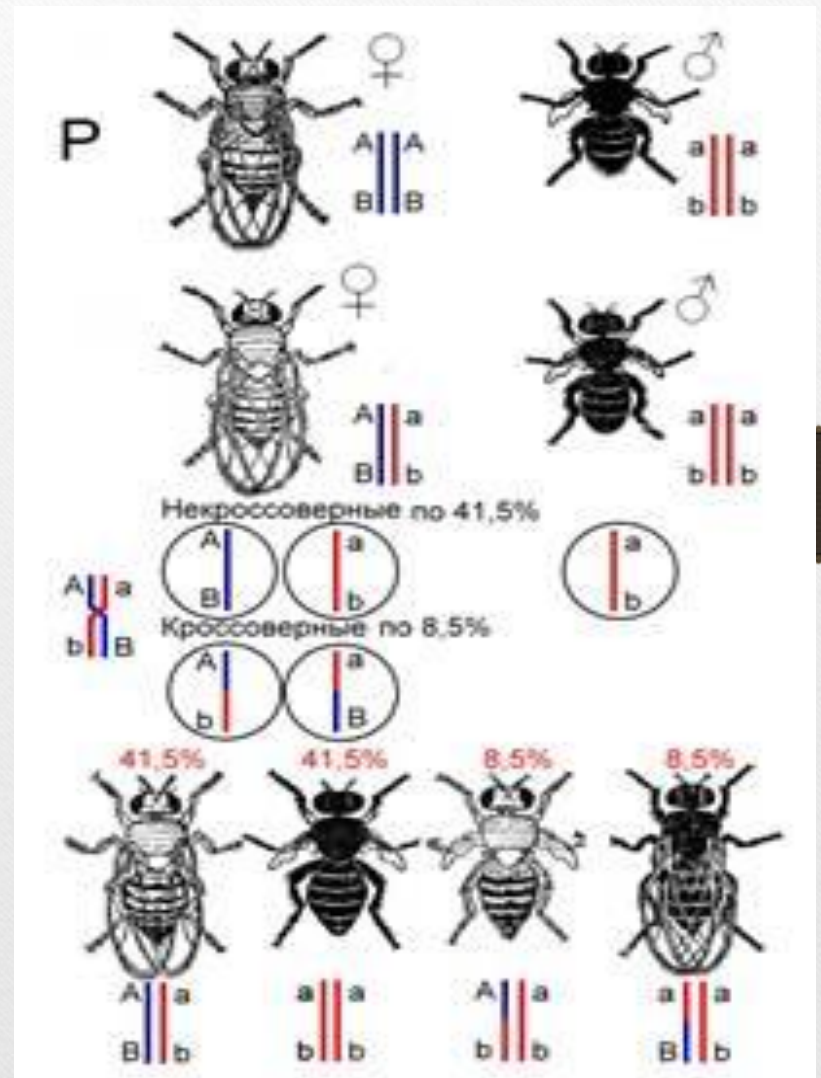 ♀ ♂
P
A A a a
B B b b
♀ ♂
A a a a
B b b b
Некроссоверные по 41,5%
A a a
B b b
A a
b B
Кроссоверные по 8,5%
A a
b B
41,5% 41,5% 8,5% 8,5%
A a a a A a a a
B b b b b b B b